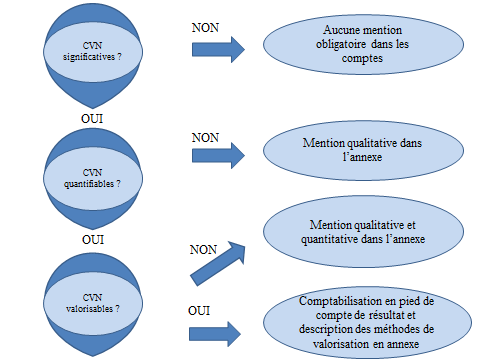 CVN
significatives ?
NON
Aucune mention
obligatoire dans les
comptes
OUI
CVN
quantifiables ?
NON
Mention qualitative dans
l’annexe
OUI
CVN
valorisables ?
NON
Mention qualitative et
quantitative dans l’annexe
OUI
Comptabilisation en pied de
compte de résultat et
description des méthodes de
valorisation en annexe